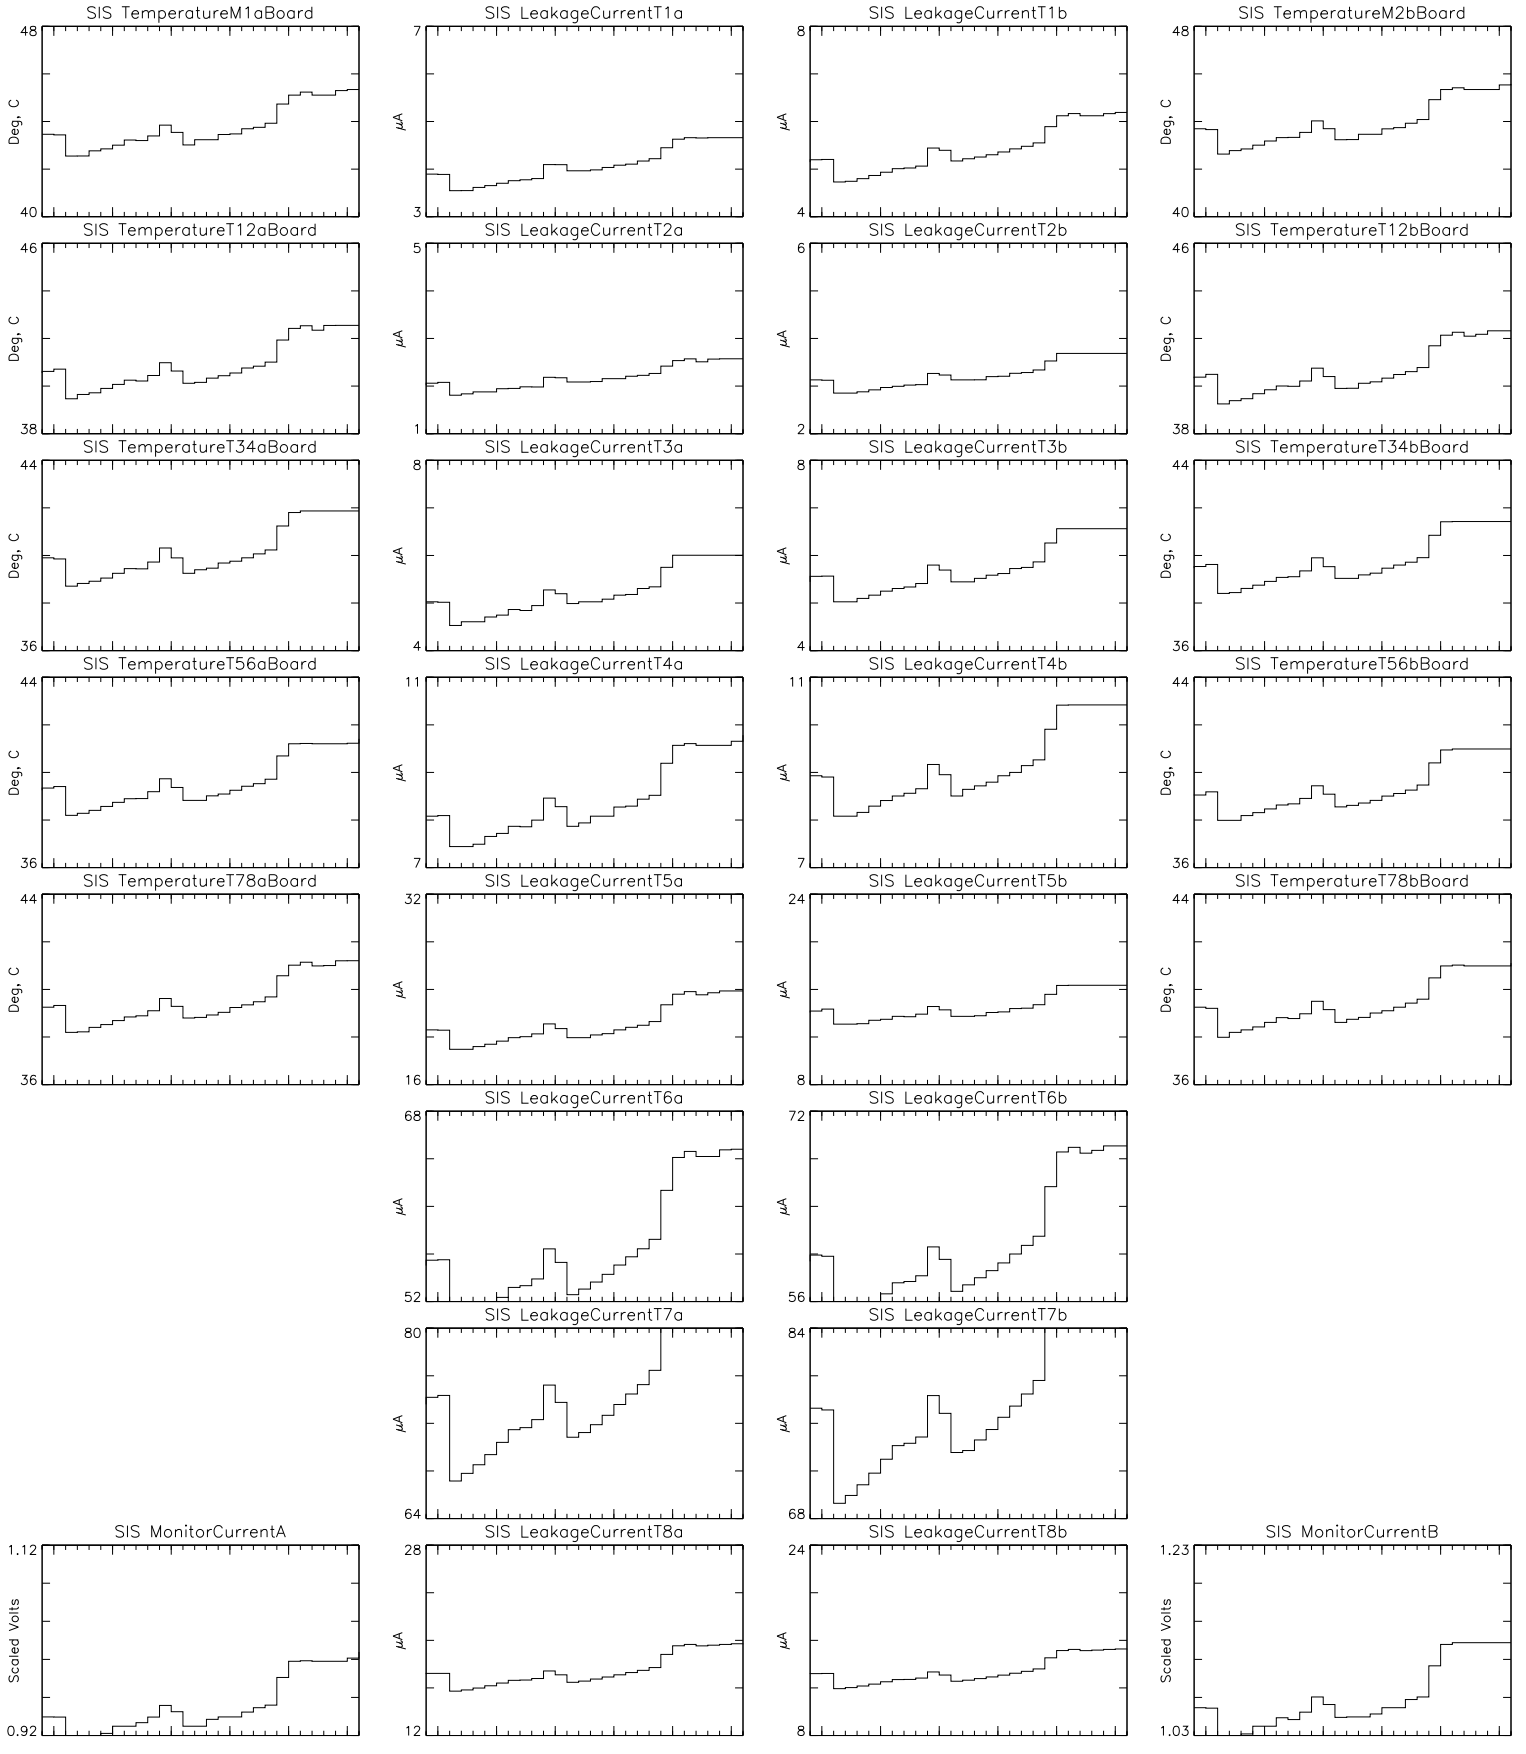 SIS TemperatureM1aBoard
48
Deg, C
40
SIS LeakageCurrentT1a
7
μA
3
SIS LeakageCurrentT1b
8
μA
4
SIS TemperatureM2bBoard
48
Deg, C
40
SIS TemperatureT12aBoard
46
Deg, C
38
SIS LeakageCurrentT2a
5
μA
1
SIS LeakageCurrentT2b
6
μA
2
SIS TemperatureT12bBoard
46
Deg, C
38
SIS TemperatureT34aBoard
44
Deg, C
36
SIS LeakageCurrentT3a
8
μA
4
SIS LeakageCurrentT3b
8
μA
4
SIS TemperatureT34bBoard
44
Deg, C
36
SIS TemperatureT56aBoard
44
Deg, C
36
SIS LeakageCurrentT4a
11
μA
7
SIS LeakageCurrentT4b
11
μA
7
SIS TemperatureT56bBoard
44
Deg, C
36
SIS TemperatureT78aBoard
44
Deg, C
36
SIS LeakageCurrentT5a
32
μA
16
SIS LeakageCurrentT5b
24
μA
8
SIS TemperatureT78bBoard
44
Deg, C
36
SIS LeakageCurrentT6a
68
μA
52
SIS LeakageCurrentT6b
72
μA
56
SIS LeakageCurrentT7a
80
μA
64
SIS LeakageCurrentT7b
84
μA
68
SIS MonitorCurrentA
1.12
Scaled Volts
0.92
SIS LeakageCurrentT8a
28
μA
12
SIS LeakageCurrentT8b
24
μA
8
SIS MonitorCurrentB
1.23
Scaled Volts
1.03